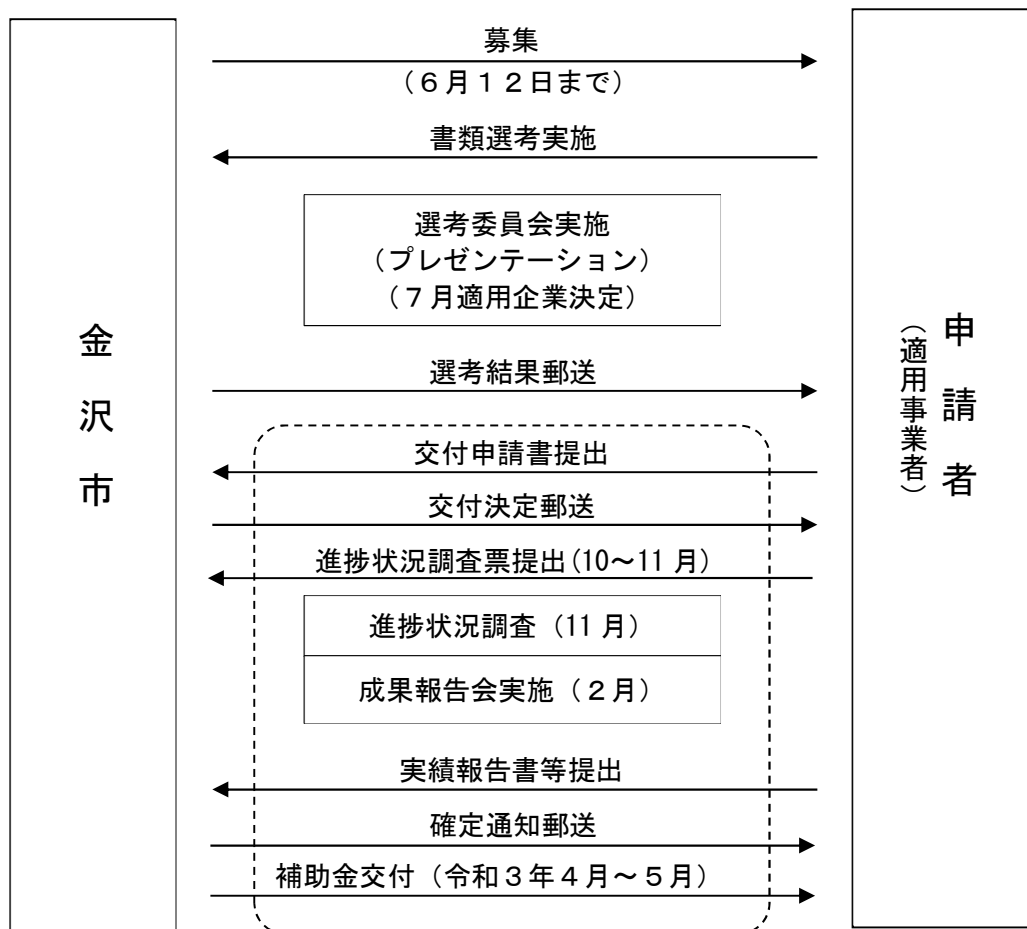 金沢市
募集
（６月１２日まで）
書類選考実施
選考委員会実施
（プレゼンテーション）
（７月適用企業決定）
選考結果郵送
交付申請書提出
交付決定郵送
進捗状況調査票提出(10～11 月)
進捗状況調査（11 月）
成果報告会実施（２月）
実績報告書等提出
確定通知郵送
補助金交付（令和３年４月～５月）
申請者
（適用事業者）